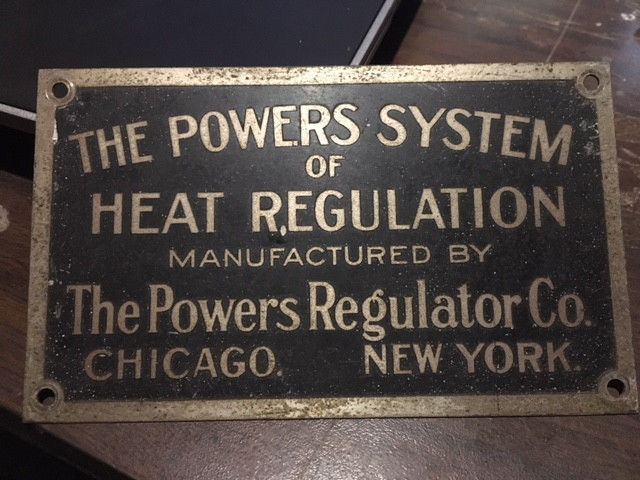 THE POWERS SYSTEM
OF
HEAT REGULATION
MANUFACTURED BY
The Powers Regulator Co.
CHICAGO. NEW YORK.